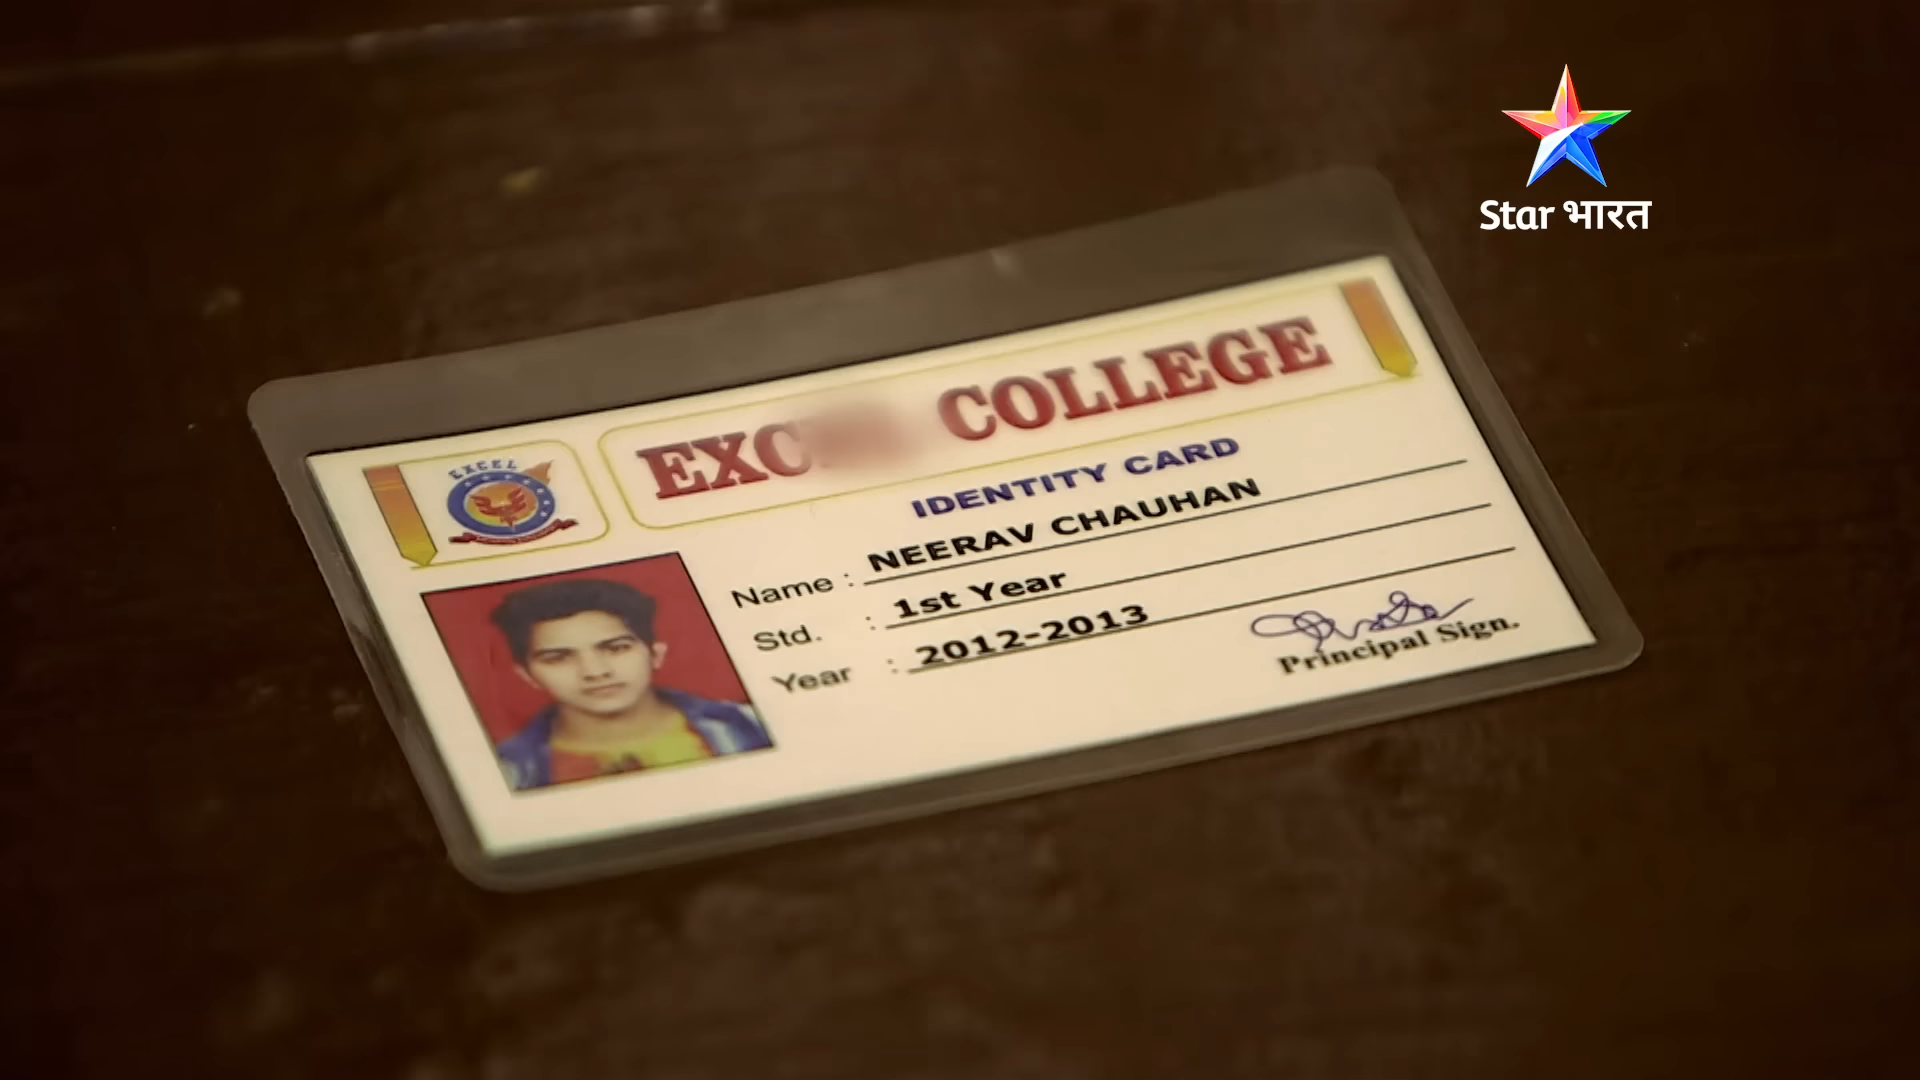 Star भारत
EXCEL
EXC COLLEGE
IDENTITY CARD
Name : NEERAV CHAUHAN
Std. : 1st Year
Year : 2012-2013
Principal Sign.